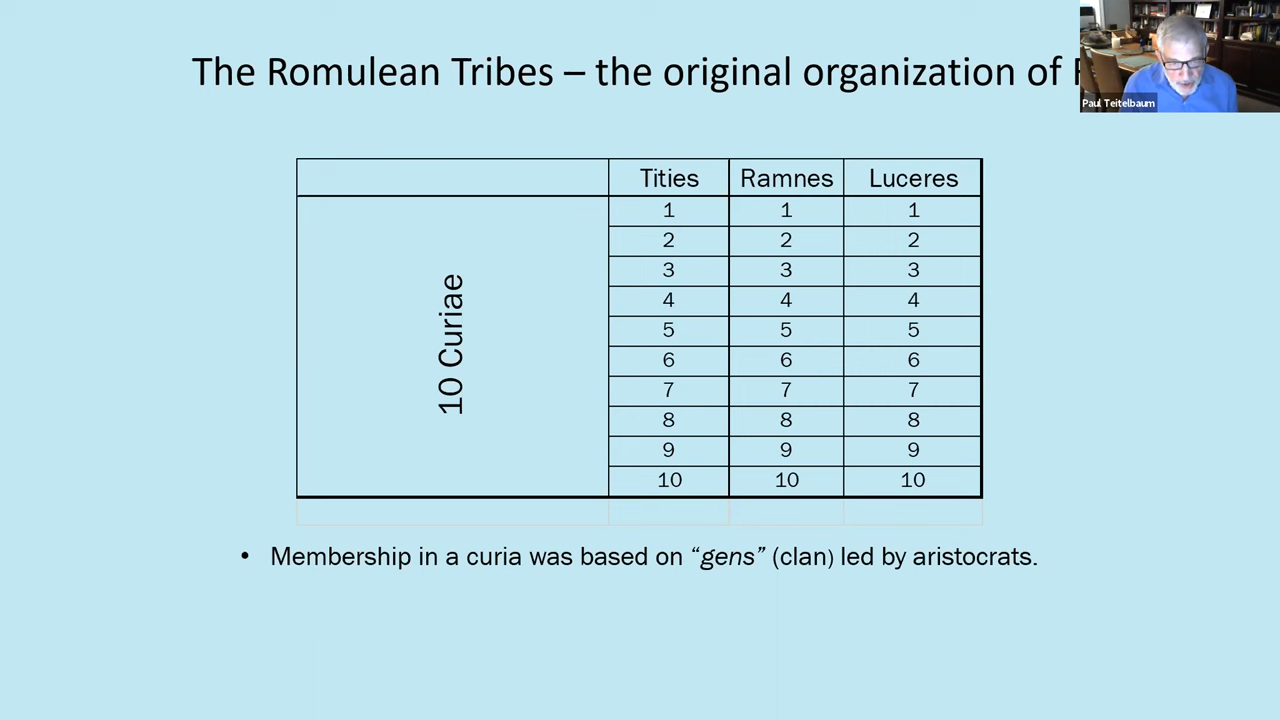 The Romulean Tribes – the original organization of
Paul Teitelbaum
Tities Ramnes Luceres
10 Curiae
1 1 1
2 2 2
3 3 3
4 4 4
5 5 5
6 6 6
7 7 7
8 8 8
9 9 9
10 10 10
• Membership in a curia was based on “gens” (clan) led by aristocrats.